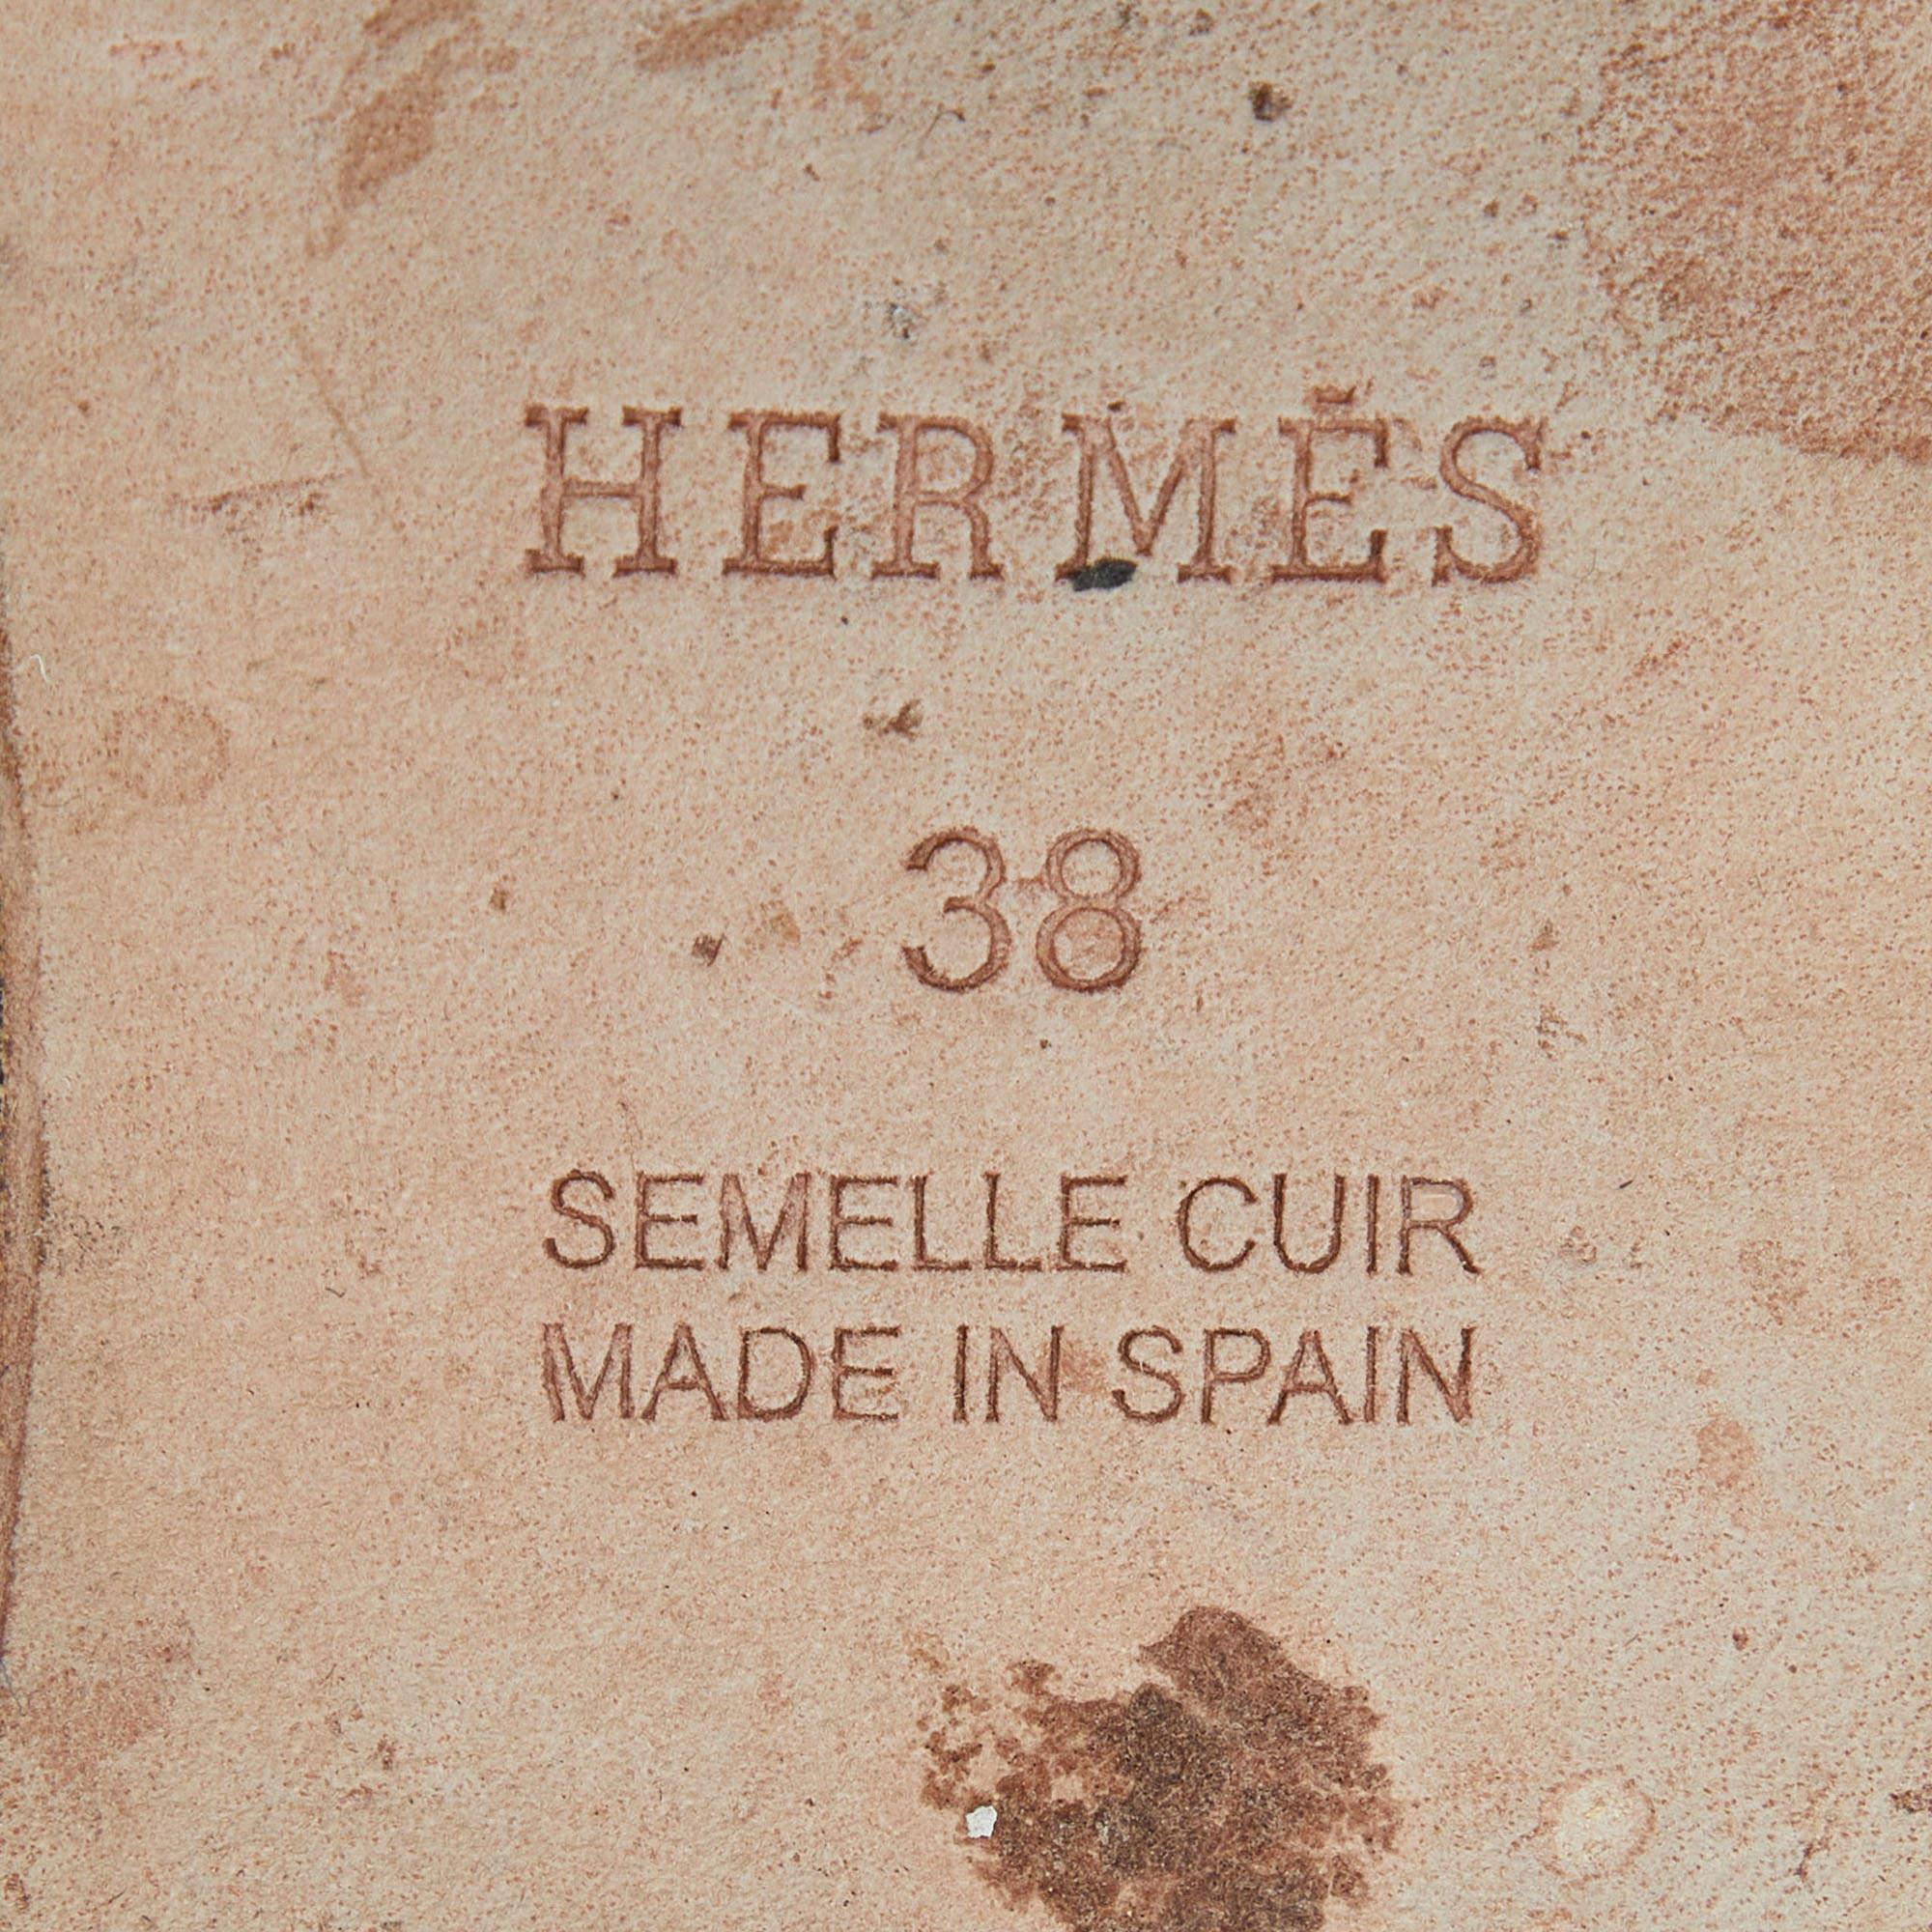 HERMÈS
38
SEMELLE CUIR
MADE IN SPAIN